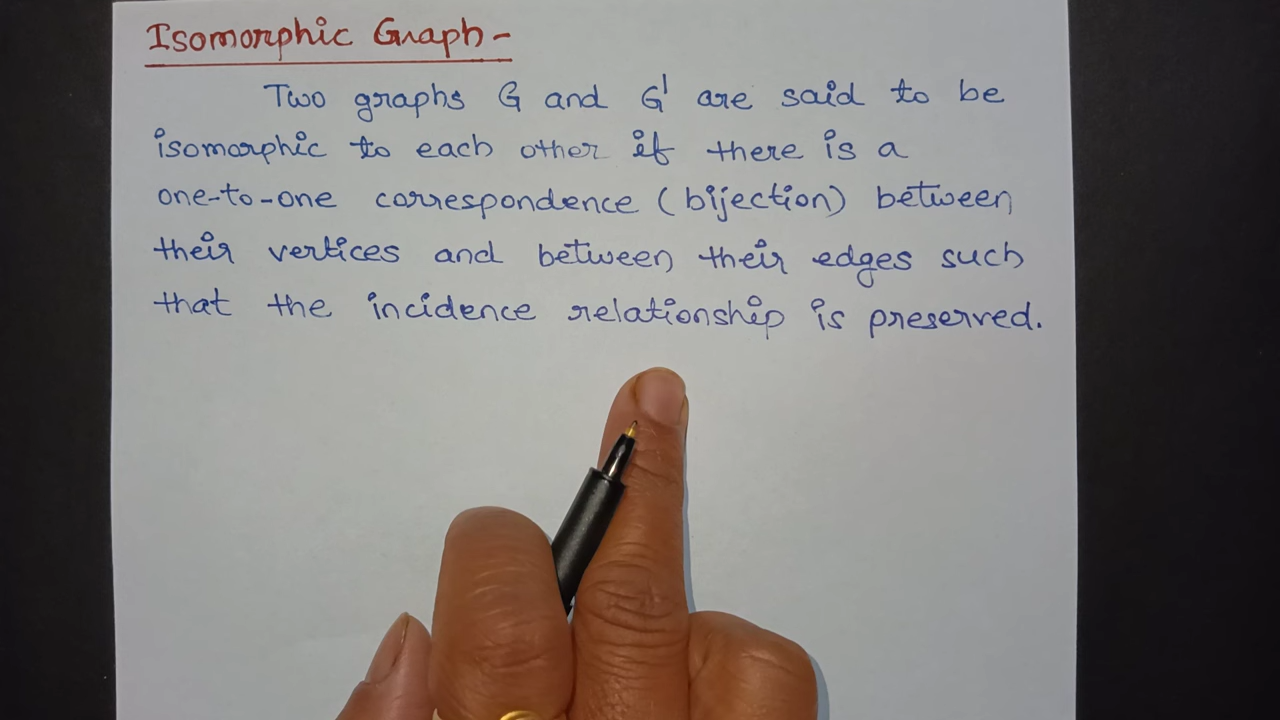 Isomorphic Graph-
Two graphs G and G' are said to be
isomorphic to each other if there is a
one-to-one correspondence (bijection) between
their vertices and between their edges such
that the incidence relationship is preserved.